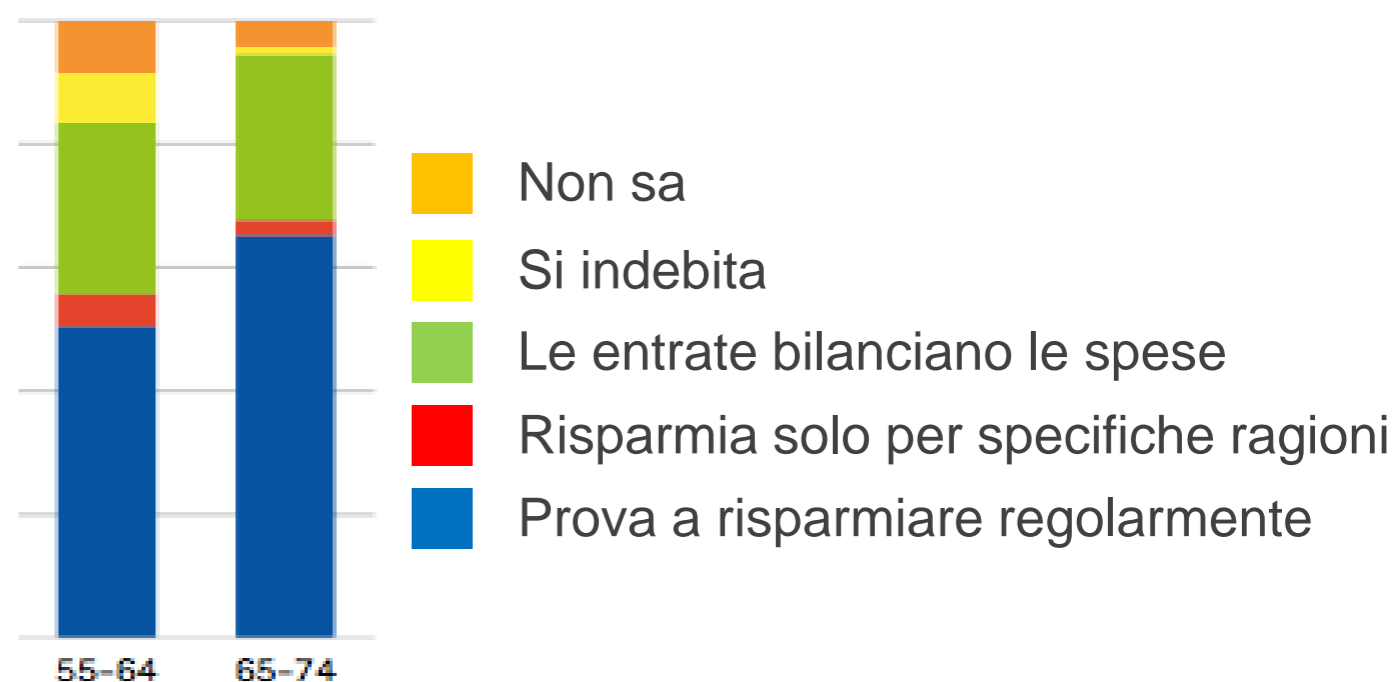 Non sa
Si indebita
Le entrate bilanciano le spese
Risparmia solo per specifiche ragioni
Prova a risparmiare regolarmente
55-64 65-74